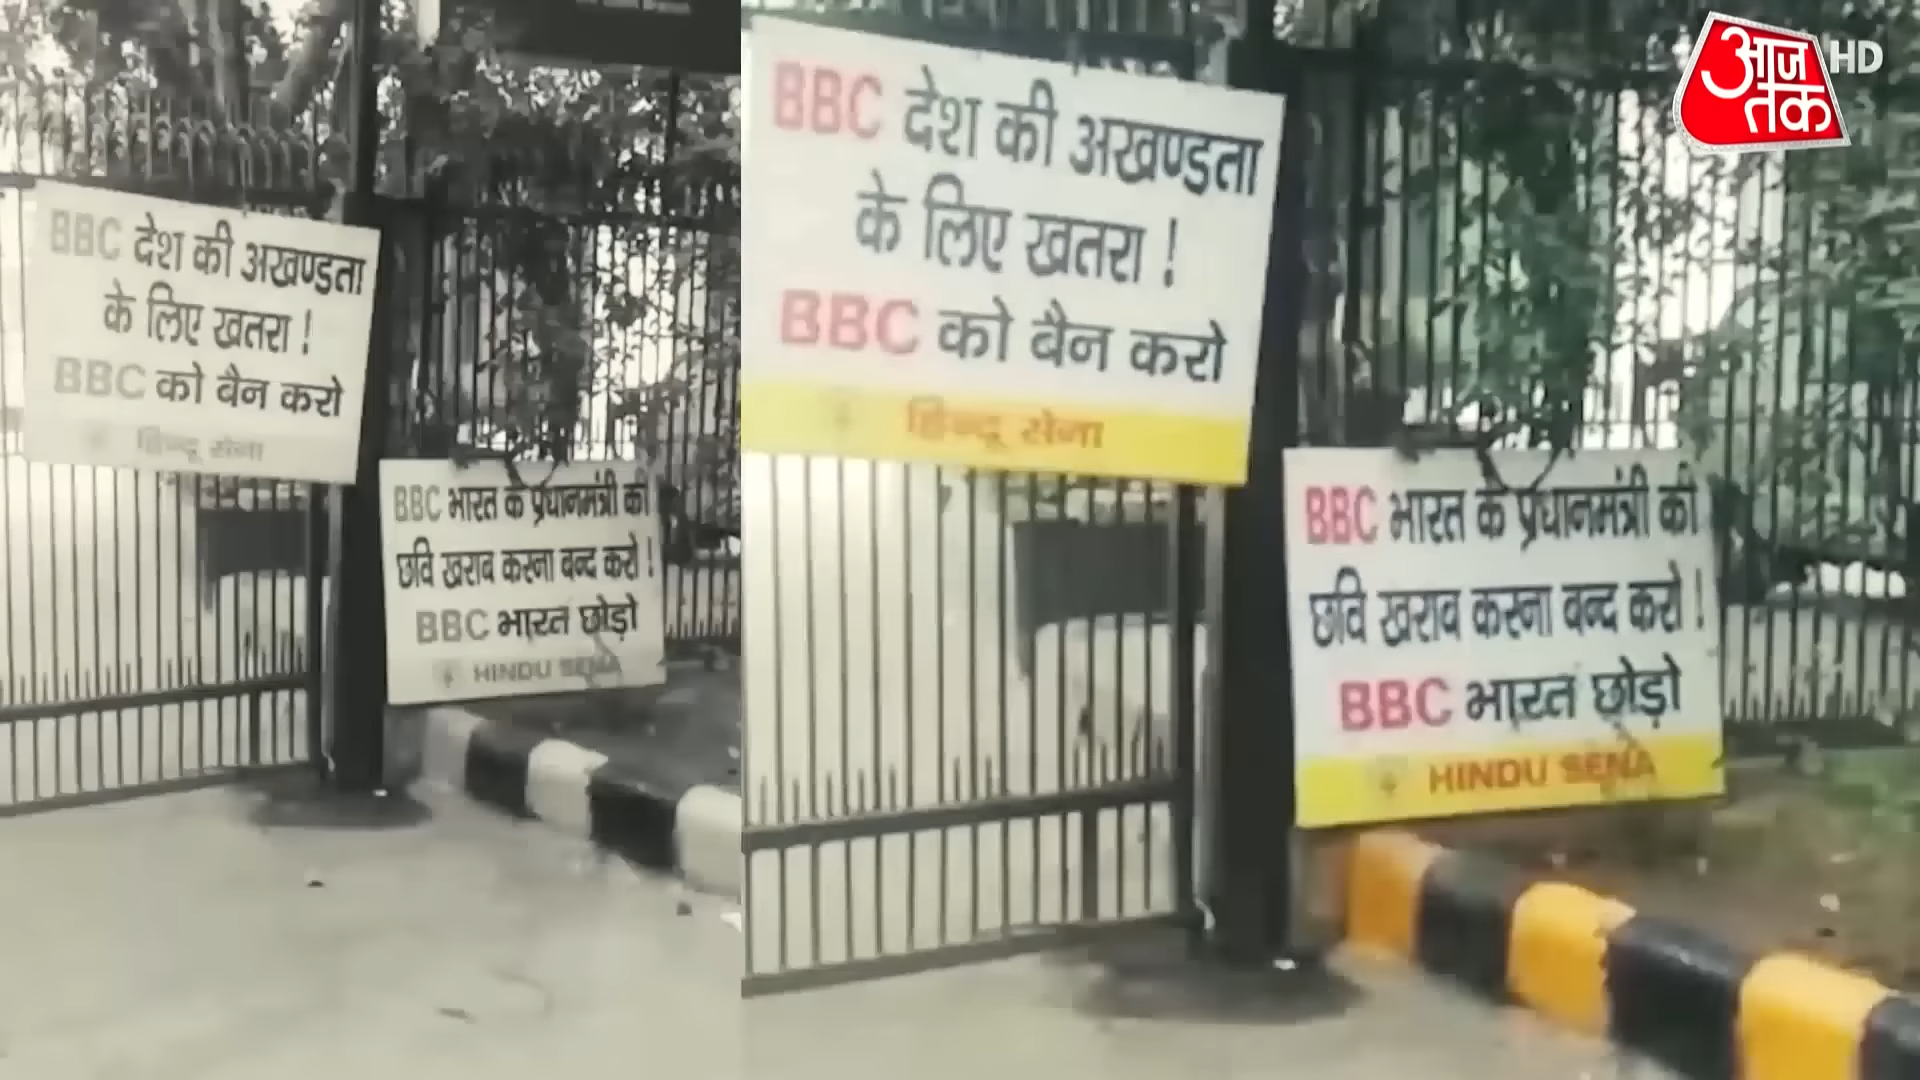 BBC देश की अखण्डता
के लिए खतरा !
BBC को बैन करो
हिन्दू सेना
BBC भारत के प्रधानमंत्री की
छवि खराब करना बन्द करो !
BBC भारत छोड़ो
HINDU SENA
BBC देश की अखण्डता
के लिए खतरा !
BBC को बैन करो
हिन्दू सेना
BBC भारत के प्रधानमंत्री की
छवि खराब करना बन्द करो !
BBC भारत छोड़ो
HINDU SENA
आज
तक
HD